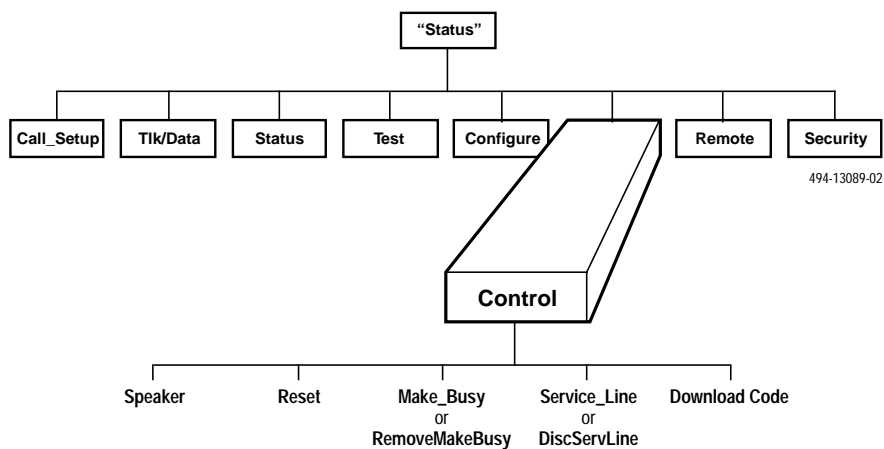 “Status”
Call_Setup
Tlk/Data
Status
Test
Configure
Remote
Security
494-13089-02
Control
Speaker
Reset
Make_Busy
or
RemoveMakeBusy
Service_Line
or
DiscServLine
Download Code